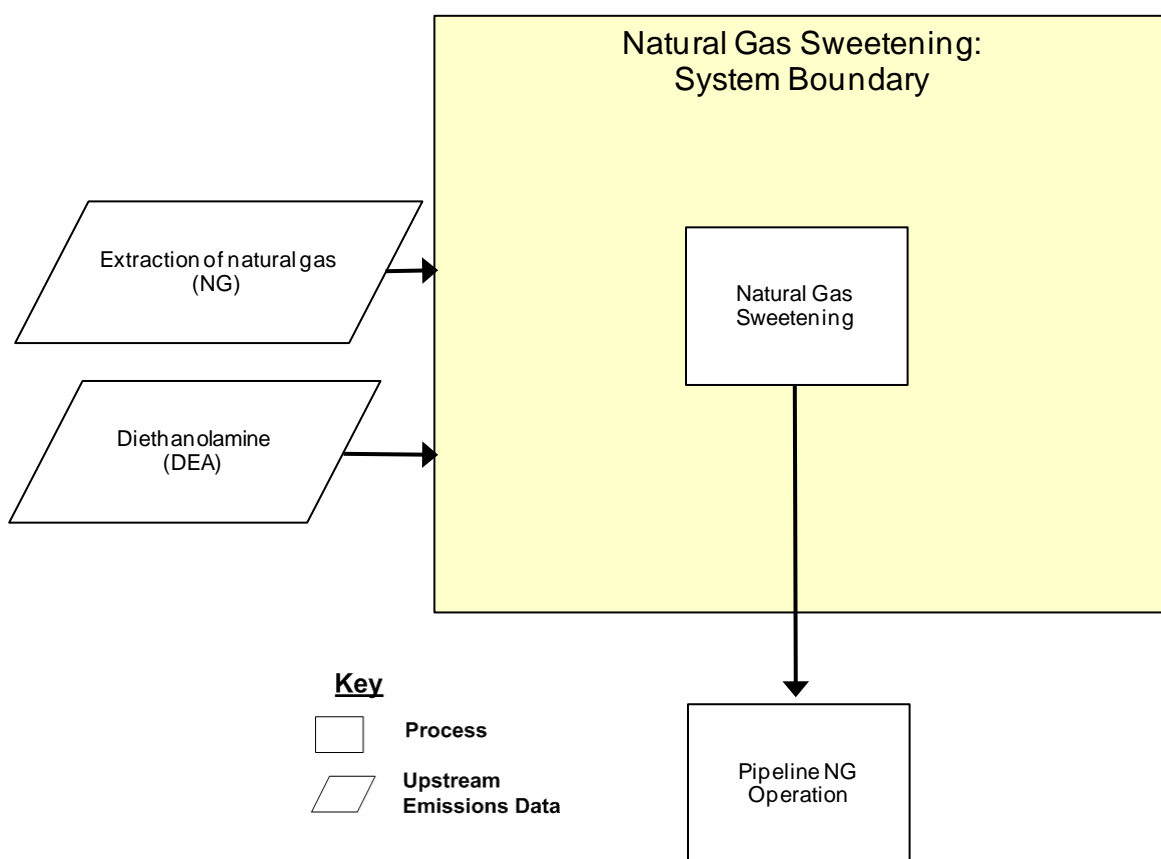 Natural Gas Sweetening:
System Boundary
Extraction of natural gas
(NG)
Natural Gas
Sweetening
Diethanolamine
(DEA)
Key
Process
Upstream
Emissions Data
Pipeline NG
Operation